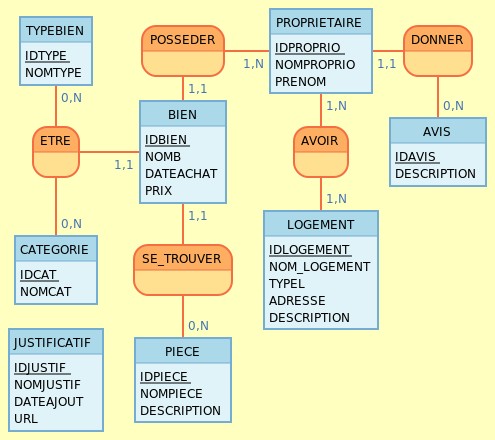 TYPEBIEN
IDTYPE
NOMTYPE
POSSEDER
PROPRIETAIRE
IDPROPRIO
NOMPROPRIO
PRENOM
DONNER
1,N
1,1
0,N
1,1
1,N
0,N
ETRE
1,1
BIEN
IDBIEN
NOMB
DATEACHAT
PRIX
AVOIR
AVIS
IDAVIS
DESCRIPTION
0,N
1,1
1,N
CATEGORIE
IDCAT
NOMCAT
SE_TROUVER
LOGEMENT
IDLOGEMENT
NOM_LOGEMENT
TYPEL
ADRESSE
DESCRIPTION
0,N
JUSTIFICATIF
IDJUSTIF
NOMJUSTIF
DATEAJOUT
URL
PIECE
IDPIECE
NOMPIECE
DESCRIPTION